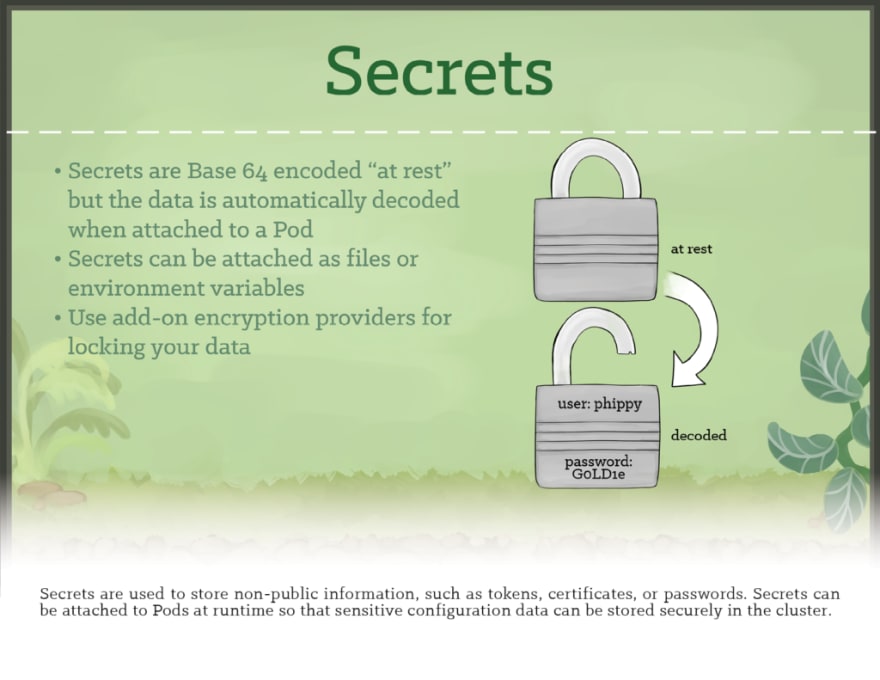 Secrets
• Secrets are Base 64 encoded “at rest”
but the data is automatically decoded
when attached to a Pod
• Secrets can be attached as files or
environment variables
• Use add-on encryption providers for
locking your data
at rest
user: phippy
decoded
password:
G0LD1e
Secrets are used to store non-public information, such as tokens, certificates, or passwords. Secrets can
be attached to Pods at runtime so that sensitive configuration data can be stored securely in the cluster.